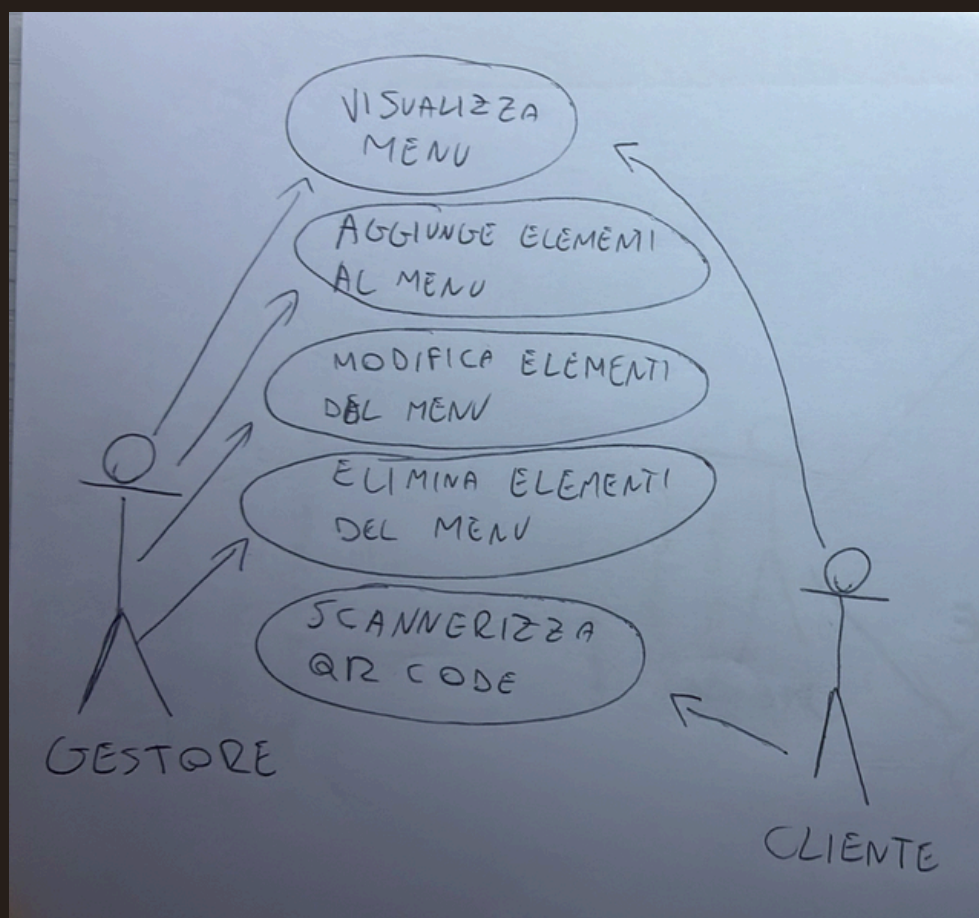 VISUALIZZA
MENU
AGGIUNGE ELEMENTI
AL MENU
MODIFICA ELEMENTI
DEL MENU
ELIMINA ELEMENTI
DEL MENU
SCANNERIZZA
QR CODE
GESTORE
CLIENTE